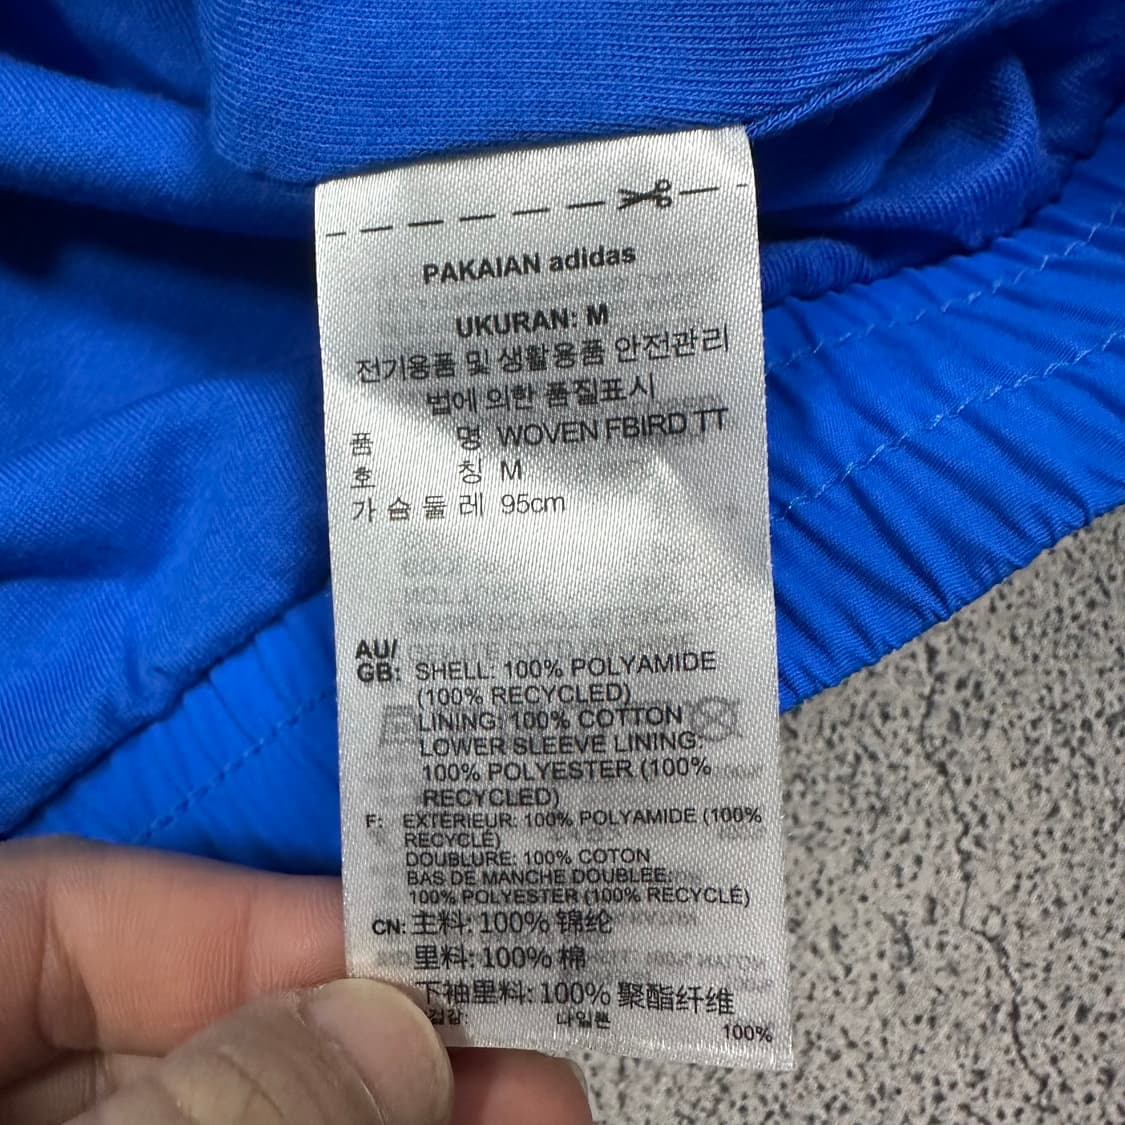 PAKAIAN adidas
UKURAN: M
전기용품 및 생활용품 안전관리
법에 의한 품질표시
품 명 WOVEN FBIRD TT
호 칭 M
가 슴 둘 레 95cm
AU/
GB: SHELL: 100% POLYAMIDE
(100% RECYCLED)
LINING: 100% COTTON
LOWER SLEEVE LINING:
100% POLYESTER (100%
RECYCLED)
F: EXTÉRIEUR: 100% POLYAMIDE (100%
RECYCLÉ)
DOUBLURE: 100% COTON
BAS DE MANCHE DOUBLÉE:
100% POLYESTER (100% RECYCLÉ)
CN: 主料: 100% 锦纶
里料: 100% 棉
下袖里料: 100% 聚酯纤维
겉감: 나일론 100%